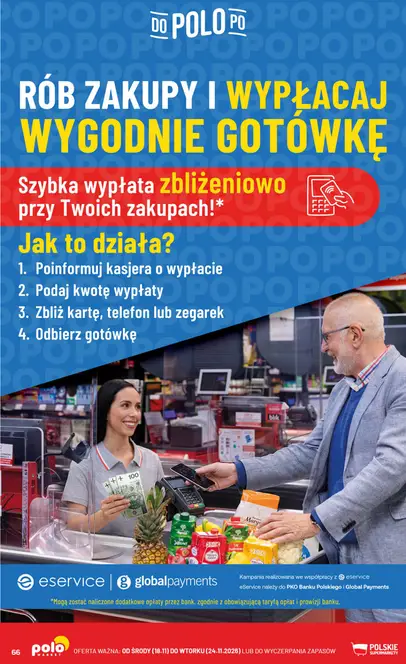 DO POLO PO
RÓB ZAKUPY I WYPŁACAJ
WYGODNIE GOTÓWKĘ
Szybka wypłata zbliżeniowo
przy Twoich zakupach!*
Jak to działa?
1. Poinformuj kasjera o wypłacie
2. Podaj kwotę wypłaty
3. Zbliż kartę, telefon lub zegarek
4. Odbierz gotówkę
100
eservice | globalpayments
Kampania realizowana we współpracy z eservice
eService należy do PKO Banku Polskiego i Global Payments
*Mogą zostać naliczone dodatkowe opłaty przez bank, zgodnie z obowiązującą taryfą opłat i prowizji banku.
66
polo
MARKET
OFERTA WAŻNA: OD ŚRODY (18.11) DO WTORKU (24.11.2026) LUB DO WYCZERPANIA ZAPASÓW
POLSKIE
SUPERMARKETY